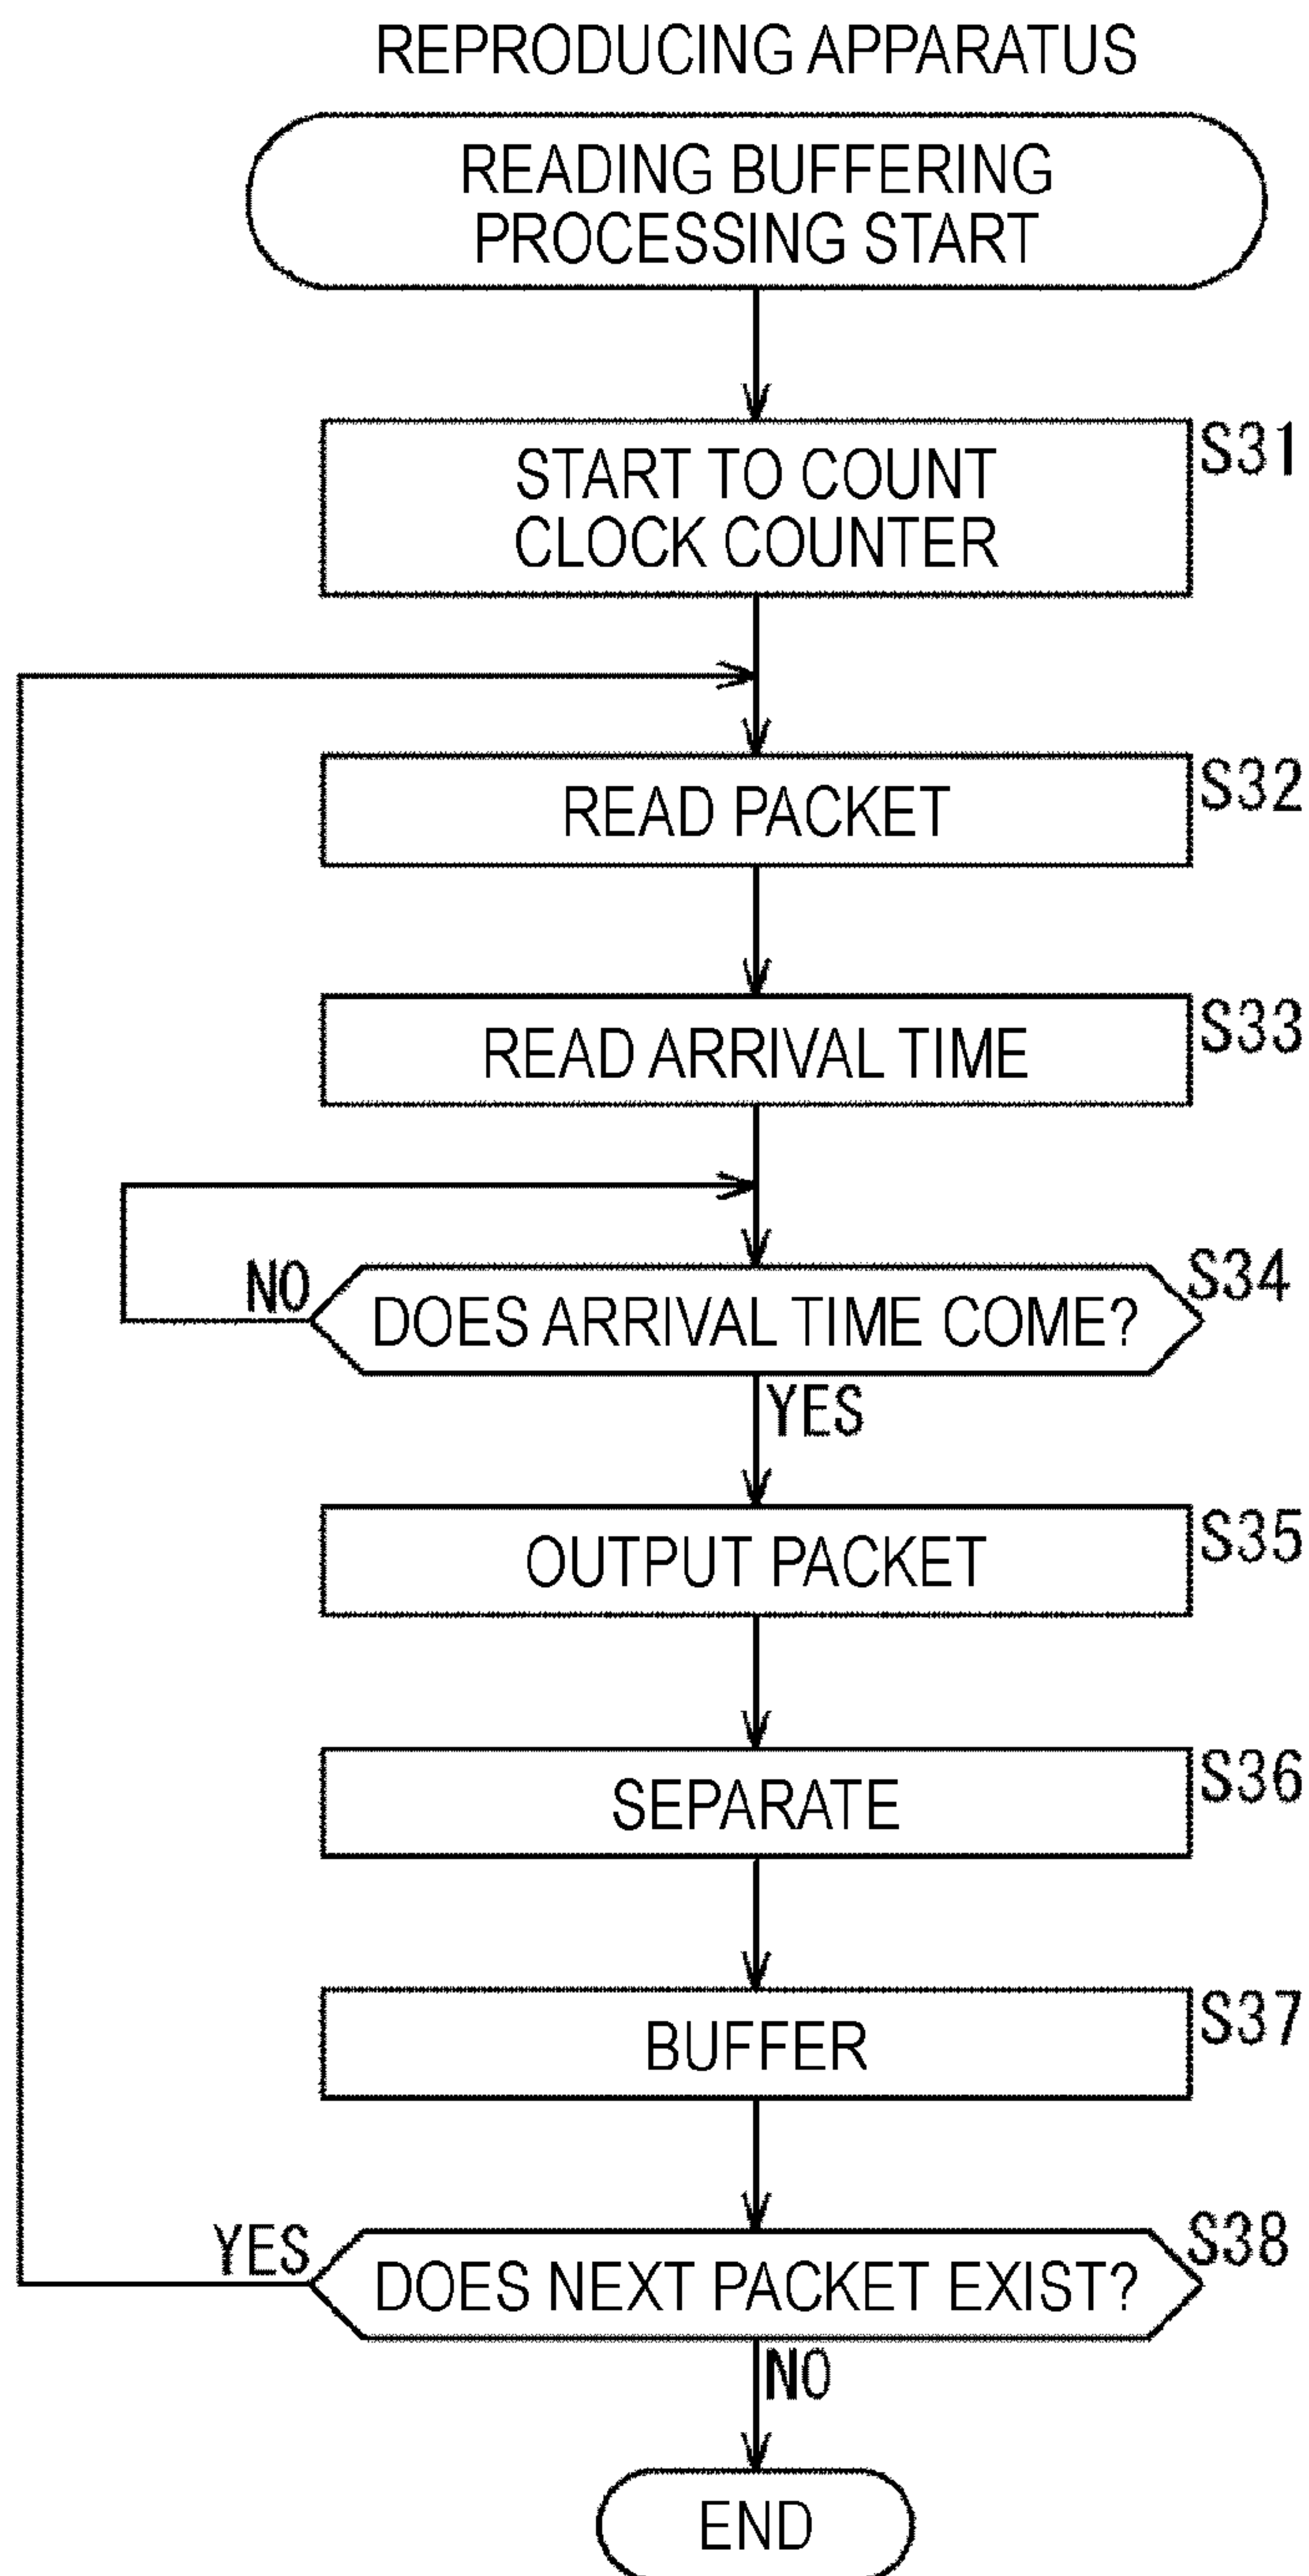 REPRODUCING APPARATUS
READING BUFFERING
PROCESSING START
S31
START TO COUNT
CLOCK COUNTER
S32
READ PACKET
S33
READ ARRIVAL TIME
S34
NO
DOES ARRIVAL TIME COME?
YES
S35
OUTPUT PACKET
S36
SEPARATE
S37
BUFFER
S38
YES
DOES NEXT PACKET EXIST?
NO
END